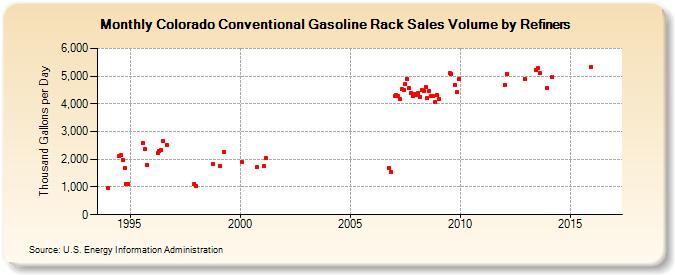 Monthly Colorado Conventional Gasoline Rack Sales Volume by Refiners
Thousand Gallons per Day
6,000
5,000
4,000
3,000
2,000
1,000
0
1995 2000 2005 2010 2015
Source: U.S. Energy Information Administration